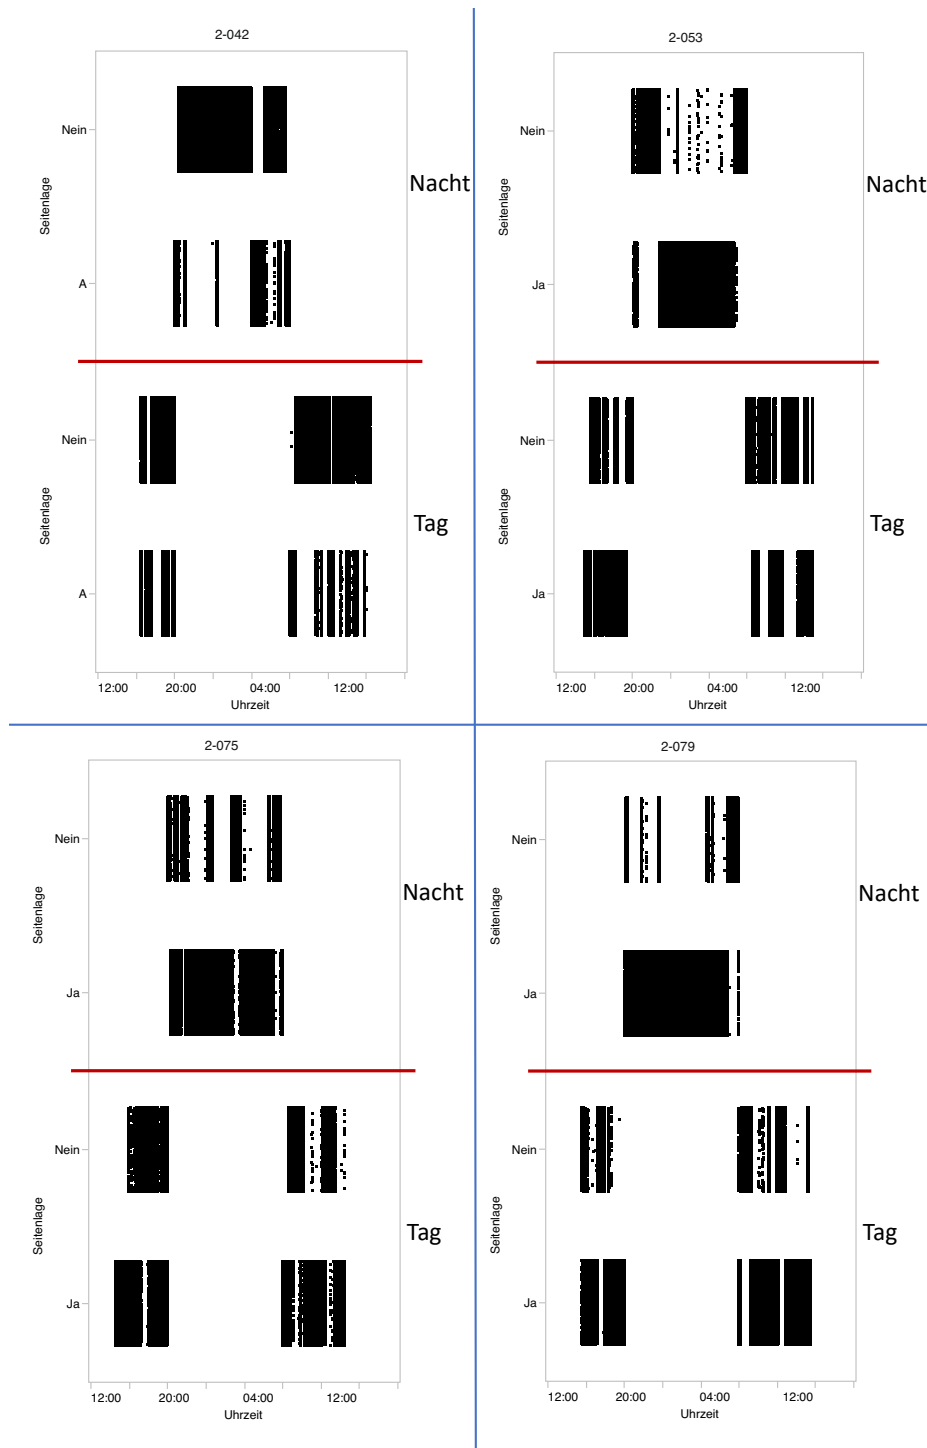 2-042
Nein
Nacht
Seitenlage
A
Nein
Seitenlage
Tag
A
12:00 20:00 04:00 12:00
Uhrzeit
2-053
Nein
Nacht
Seitenlage
Ja
Nein
Seitenlage
Tag
Ja
12:00 20:00 04:00 12:00
Uhrzeit
2-075
Nein
Nacht
Seitenlage
Ja
Nein
Seitenlage
Tag
Ja
12:00 20:00 04:00 12:00
Uhrzeit
2-079
Nein
Nacht
Seitenlage
Ja
Nein
Seitenlage
Tag
Ja
12:00 20:00 04:00 12:00
Uhrzeit